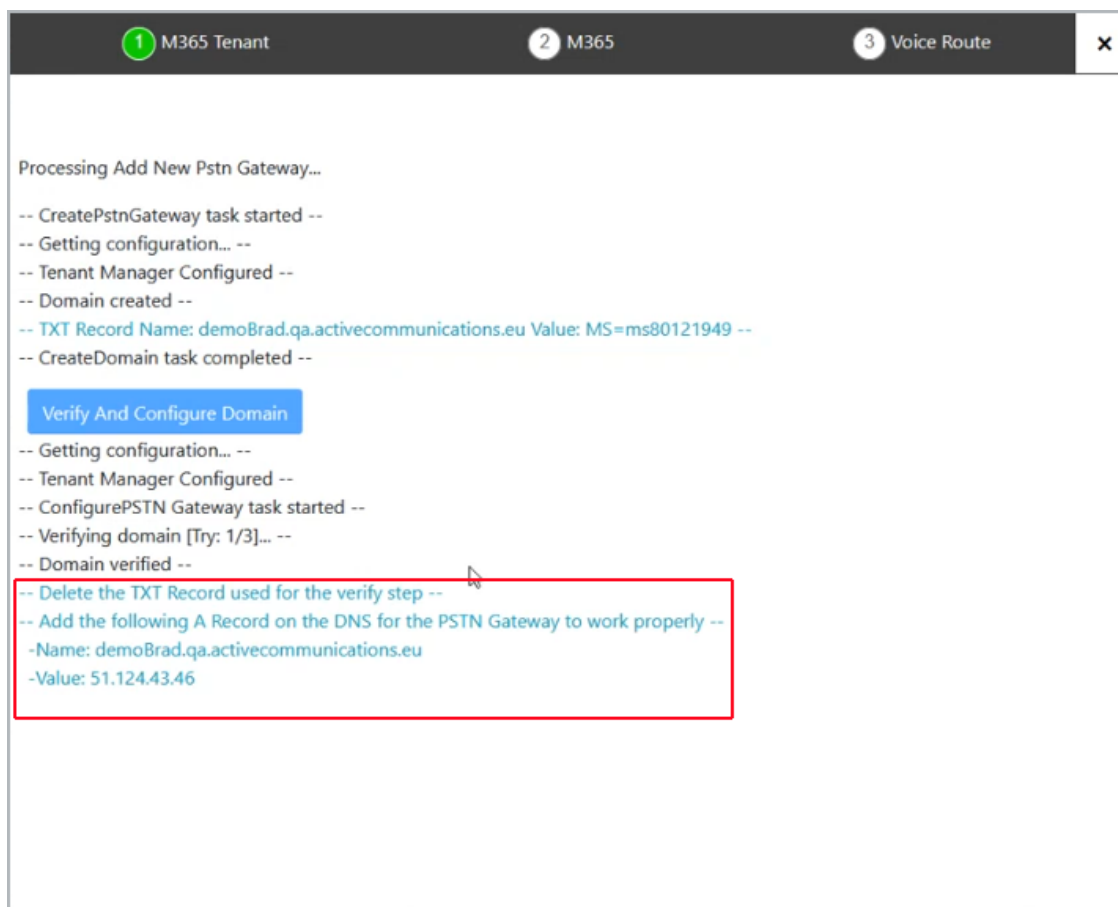 1 M365 Tenant 2 M365 3 Voice Route ×
Processing Add New Pstn Gateway...
-- CreatePstnGateway task started --
-- Getting configuration... --
-- Tenant Manager Configured --
-- Domain created --
-- TXT Record Name: demoBrad.qa.activecommunications.eu Value: MS=ms80121949 --
-- CreateDomain task completed --
Verify And Configure Domain
-- Getting configuration... --
-- Tenant Manager Configured --
-- ConfigurePSTN Gateway task started --
-- Verifying domain [Try: 1/3]... --
-- Domain verified --
-- Delete the TXT Record used for the verify step --
-- Add the following A Record on the DNS for the PSTN Gateway to work properly --
-Name: demoBrad.qa.activecommunications.eu
-Value: 51.124.43.46